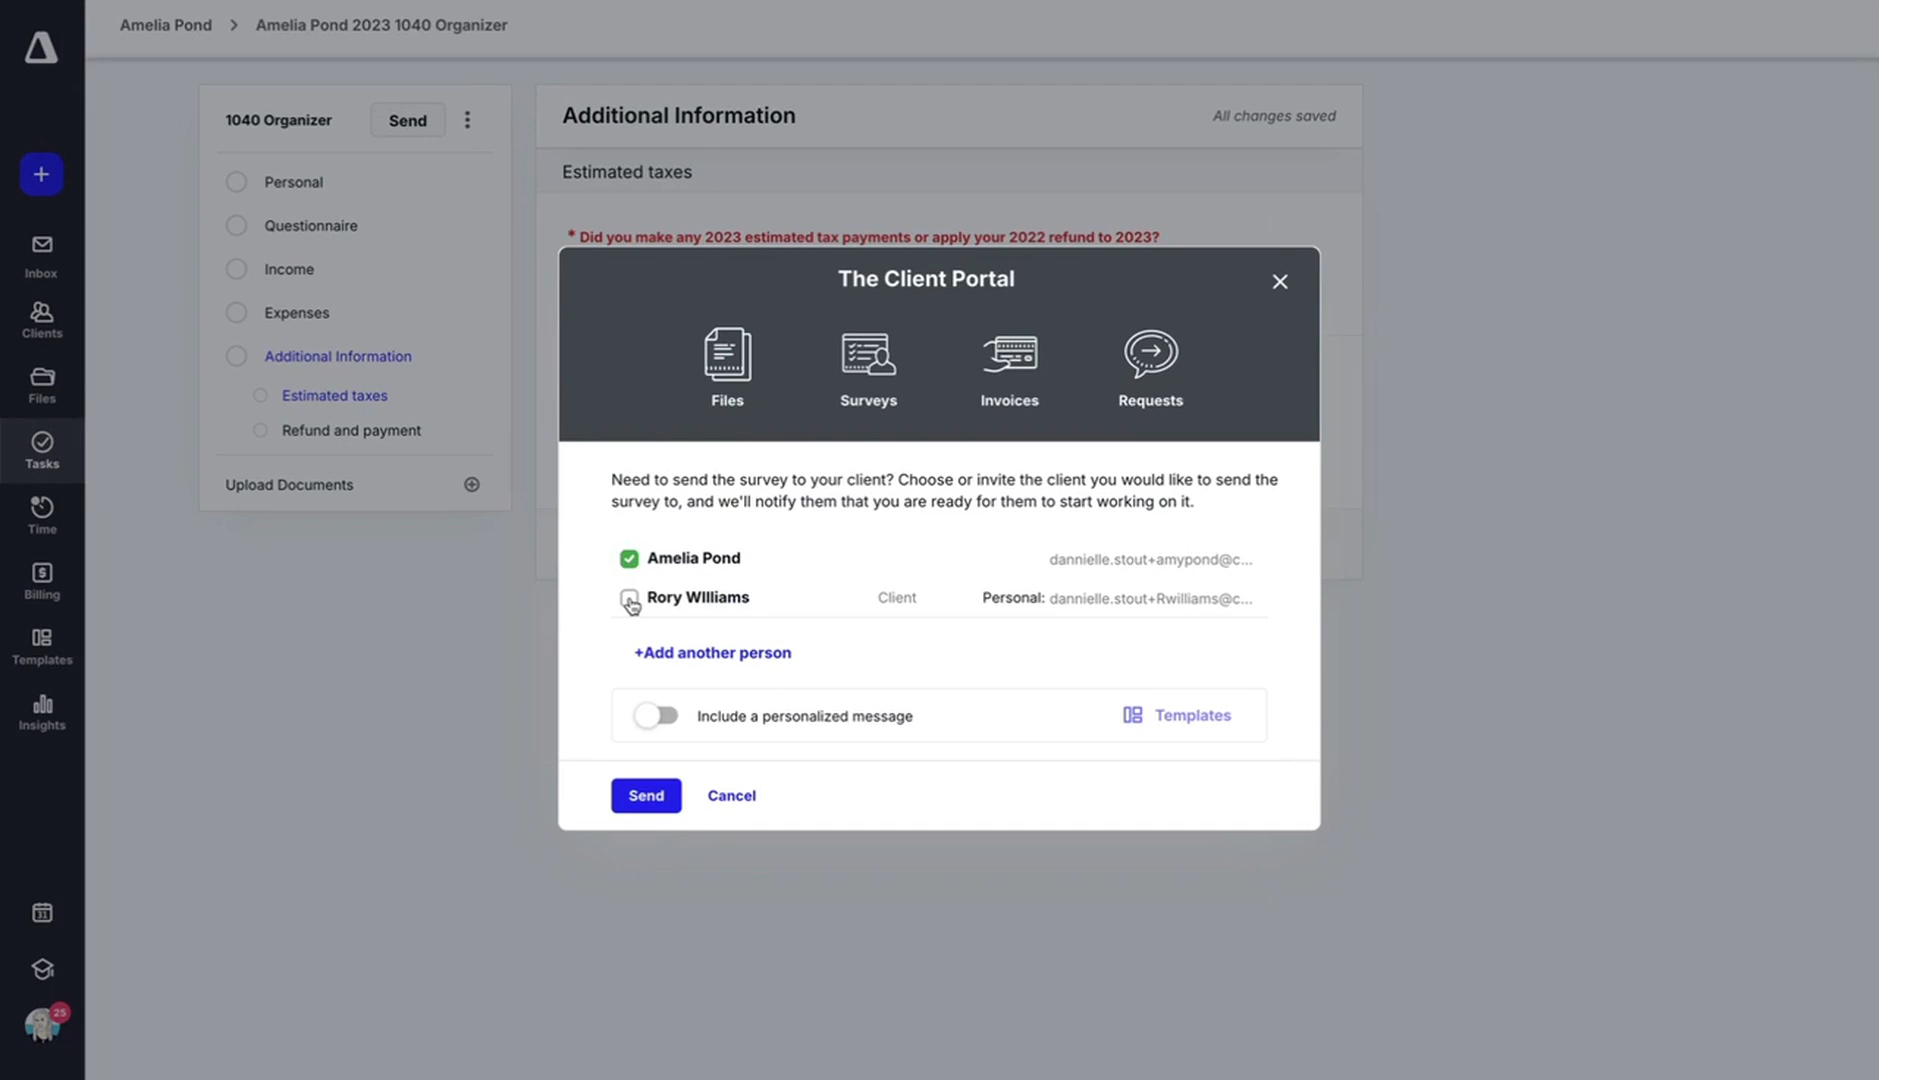 Amelia Pond > Amelia Pond 2023 1040 Organizer
Inbox
Clients
Files
Tasks
Time
Billing
Templates
Insights
31
25
1040 Organizer
Send
Personal
Questionnaire
Income
Expenses
Additional Information
Estimated taxes
Refund and payment
Upload Documents
Additional Information
All changes saved
Estimated taxes
* Did you make any 2023 estimated tax payments or apply your 2022 refund to 2023?
The Client Portal
Files
Surveys
Invoices
Requests
Need to send the survey to your client? Choose or invite the client you would like to send the
survey to, and we'll notify them that you are ready for them to start working on it.
Amelia Pond dannielle.stout+amypond@c...
Rory WIlliams Client Personal: dannielle.stout+Rwilliams@c...
+Add another person
Include a personalized message
Templates
Send
Cancel